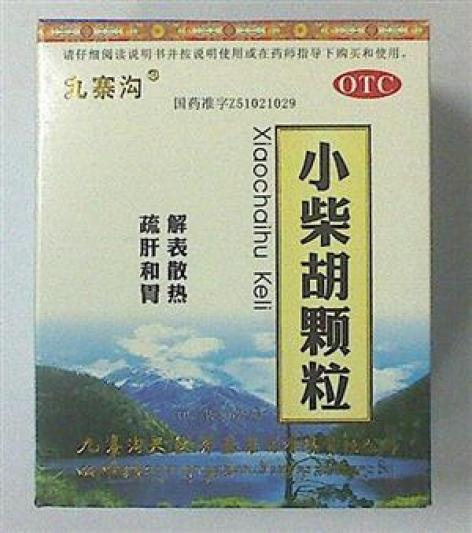 请仔细阅读说明书并按说明使用或在药师指导下购买和使用。
九寨沟®
OTC
国药准字Z51021029
小柴胡颗粒
Xiaochaihu Keli
解表散热
疏肝和胃